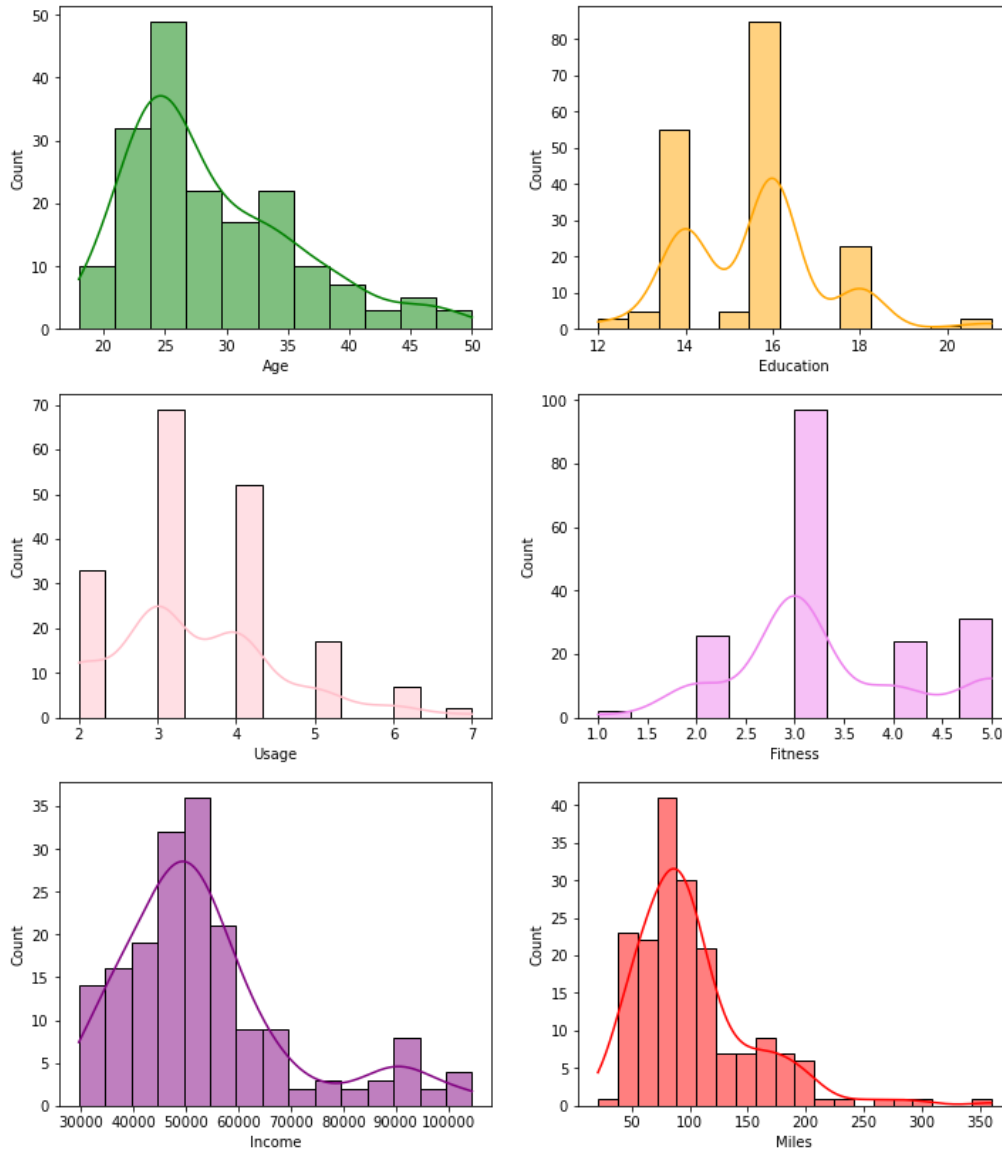 50
40
30
20
10
0
Count
20 25 30 35 40 45 50
Age
80
70
60
50
40
30
20
10
0
Count
12 14 16 18 20
Education
70
60
50
40
30
20
10
0
Count
2 3 4 5 6 7
Usage
100
80
60
40
20
0
Count
1.0 1.5 2.0 2.5 3.0 3.5 4.0 4.5 5.0
Fitness
35
30
25
20
15
10
5
0
Count
30000 40000 50000 60000 70000 80000 90000 100000
Income
40
35
30
25
20
15
10
5
0
Count
50 100 150 200 250 300 350
Miles